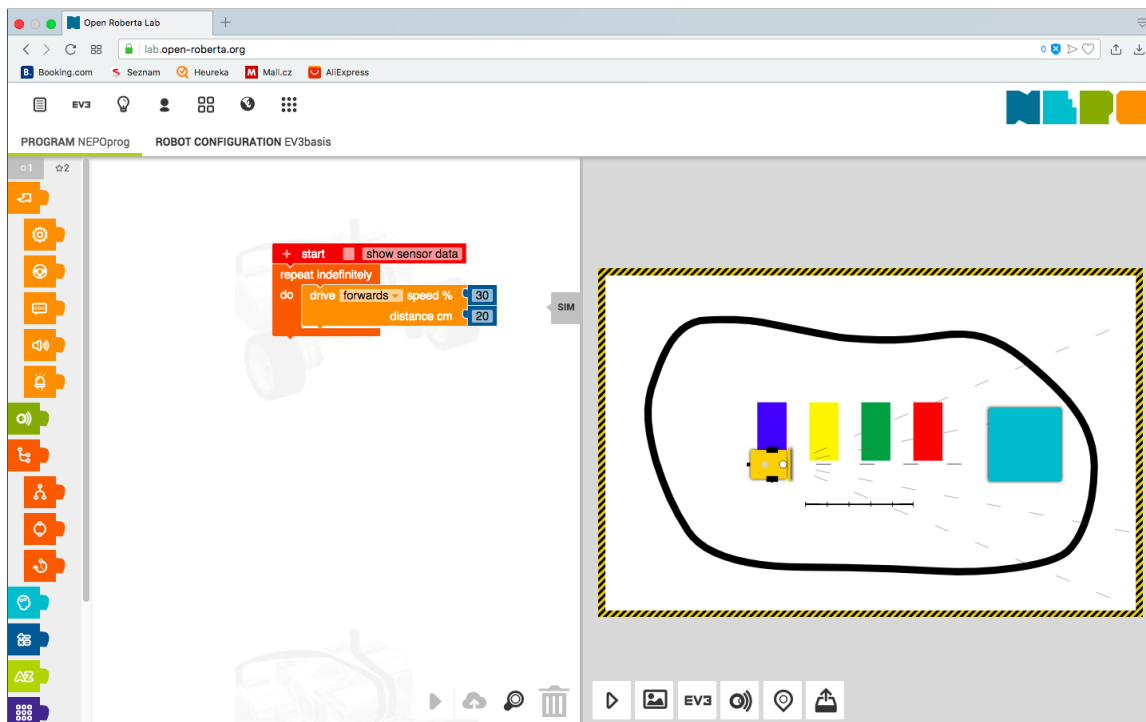 Open Roberta Lab
lab.open-roberta.org
0
B. Booking.com S Seznam Heureka M Mall.cz AliExpress
EV3
PROGRAM NEPOprog ROBOT CONFIGURATION EV3basis
1 2
start show sensor data
repeat indefinitely
do drive forwards speed % 30
distance cm 20
SIM
AZ
EV3